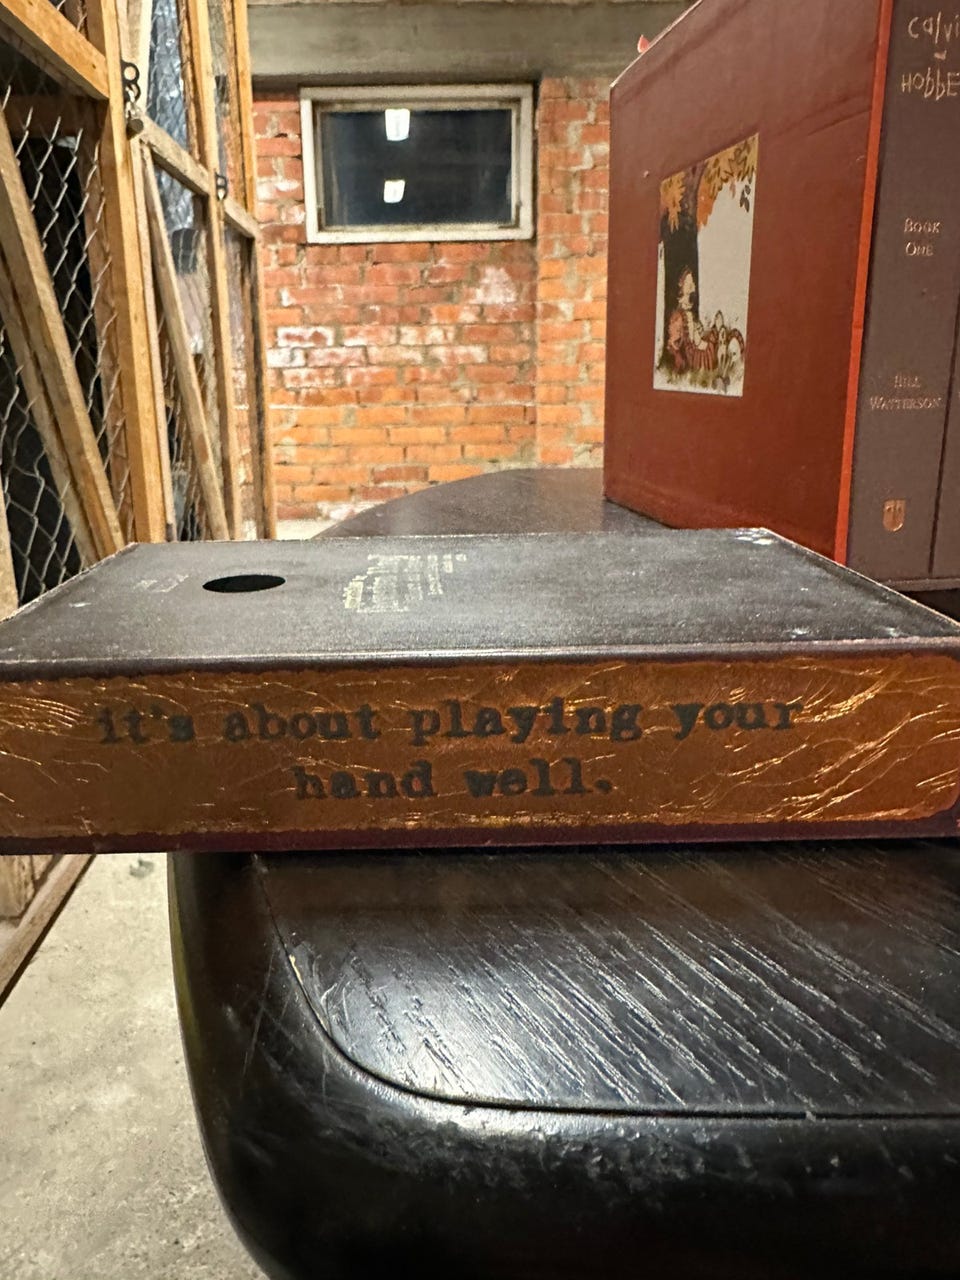 Calvi
HObbE
BOOK
ONE
BILL
WATTERSON
it's about playing your
hand well.